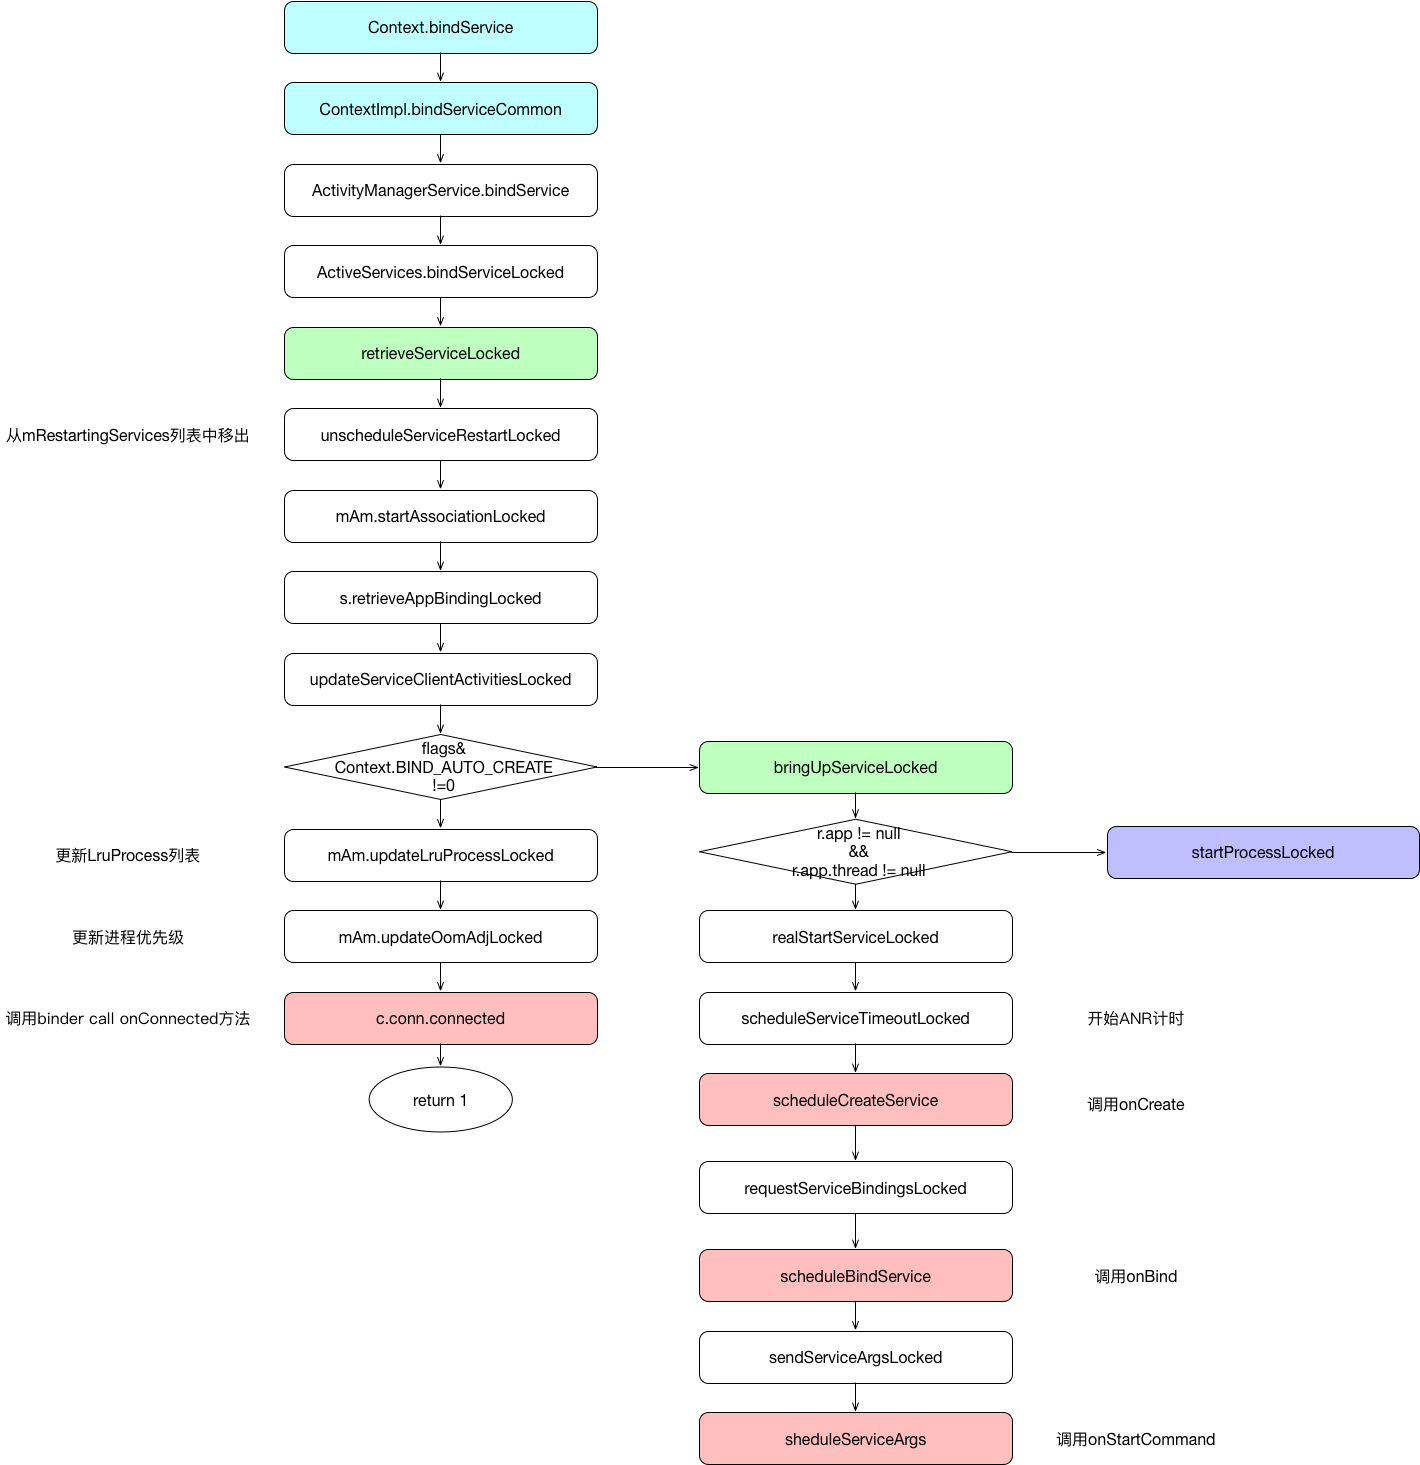 Context.bindService
ContextImpl.bindServiceCommon
ActivityManagerService.bindService
ActiveServices.bindServiceLocked
retrieveServiceLocked
从mRestartingServices列表中移出
unscheduleServiceRestartLocked
mAm.startAssociationLocked
s.retrieveAppBindingLocked
updateServiceClientActivitiesLocked
flags&
Context.BIND_AUTO_CREATE
!=0
bringUpServiceLocked
r.app != null
&&
r.app.thread != null
startProcessLocked
更新LruProcess列表
mAm.updateLruProcessLocked
更新进程优先级
mAm.updateOomAdjLocked
realStartServiceLocked
调用binder call onConnected方法
c.conn.connected
scheduleServiceTimeoutLocked
开始ANR计时
return 1
scheduleCreateService
调用onCreate
requestServiceBindingsLocked
scheduleBindService
调用onBind
sendServiceArgsLocked
sheduleServiceArgs
调用onStartCommand